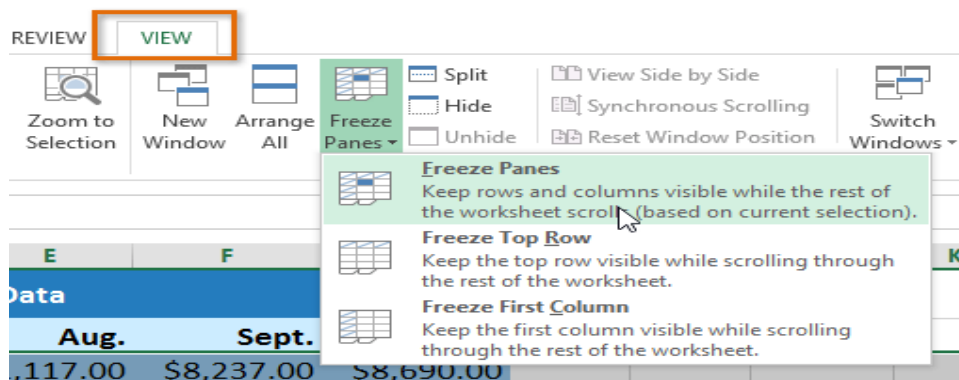 REVIEW VIEW
Zoom to Selection
New Window
Arrange All
Freeze Panes
Split
Hide
Unhide
View Side by Side
Synchronous Scrolling
Reset Window Position
Switch Windows
Freeze Panes
Keep rows and columns visible while the rest of
the worksheet scrolls (based on current selection).
Freeze Top Row
Keep the top row visible while scrolling through
the rest of the worksheet.
Freeze First Column
Keep the first column visible while scrolling
through the rest of the worksheet.
E F K
Data
Aug. Sept.
,117.00 $8,237.00 $8,690.00